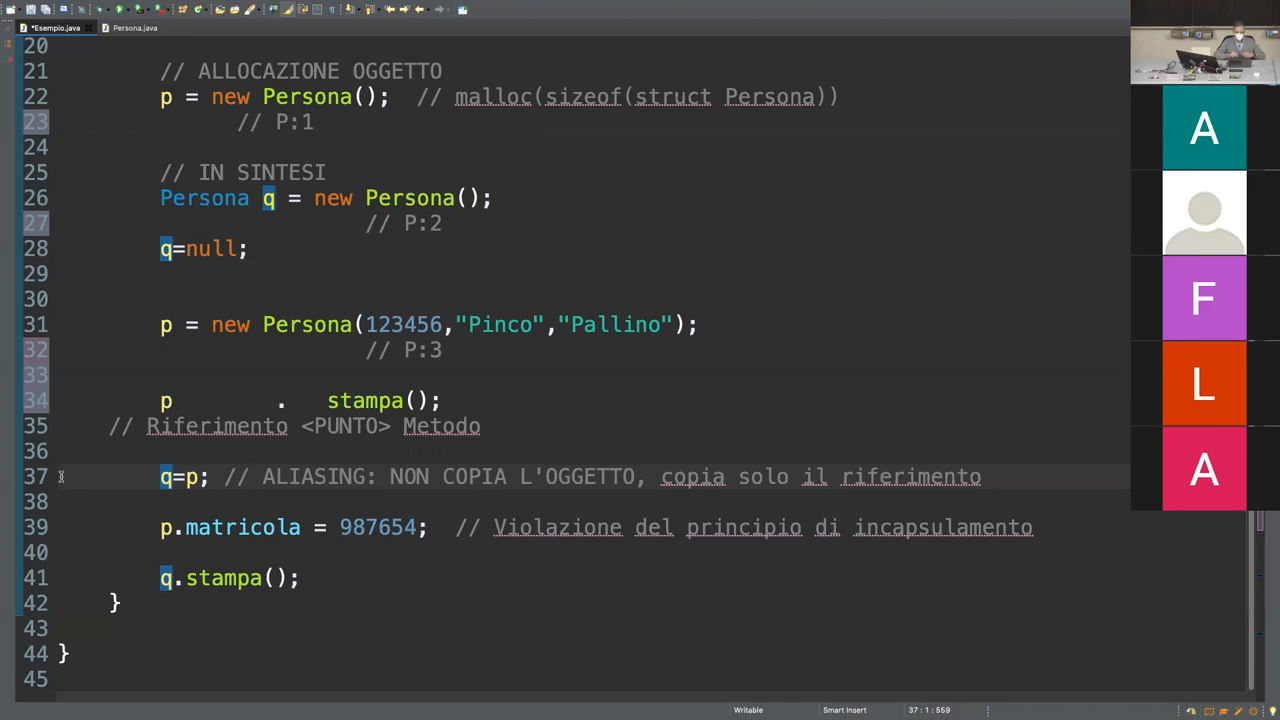 *Esempio.java
Persona.java
20
21 // ALLOCAZIONE OGGETTO
22 p = new Persona(); // malloc(sizeof(struct Persona))
23 // P:1
24
25 // IN SINTESI
26 Persona q = new Persona();
27 // P:2
28 q=null;
29
30
31 p = new Persona(123456,"Pinco","Pallino");
32 // P:3
33
34 p . stampa();
35 // Riferimento <PUNTO> Metodo
36
37 q=p; // ALIASING: NON COPIA L'OGGETTO, copia solo il riferimento
38
39 p.matricola = 987654; // Violazione del principio di incapsulamento
40
41 q.stampa();
42 }
43
44 }
45
A
F
L
A
Writable
Smart Insert
37 : 1 : 559